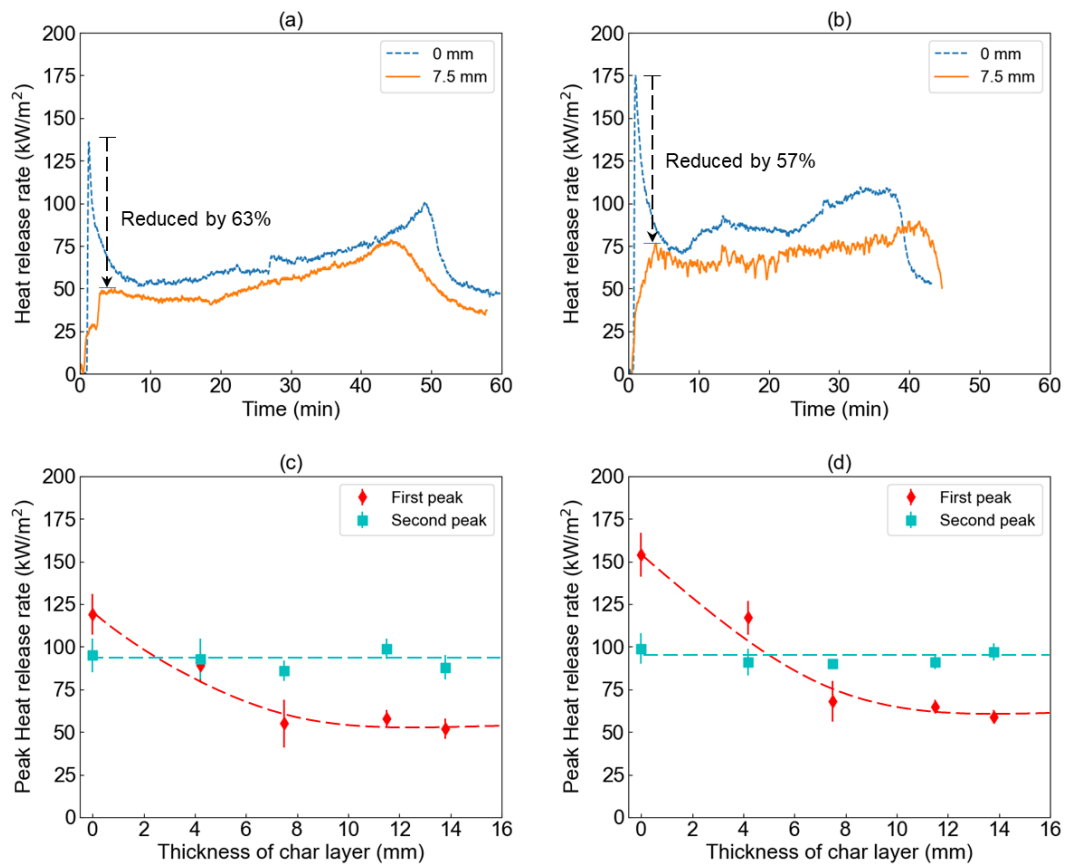 (a)
200
175
150
125
100
75
50
25
0
Heat release rate (kW/m²)
0 mm
7.5 mm
Reduced by 63%
0 10 20 30 40 50 60
Time (min)
(b)
200
175
150
125
100
75
50
25
0
Heat release rate (kW/m²)
0 mm
7.5 mm
Reduced by 57%
0 10 20 30 40 50 60
Time (min)
(c)
200
175
150
125
100
75
50
25
0
Peak Heat release rate (kW/m²)
First peak
Second peak
0 2 4 6 8 10 12 14 16
Thickness of char layer (mm)
(d)
200
175
150
125
100
75
50
25
0
Peak Heat release rate (kW/m²)
First peak
Second peak
0 2 4 6 8 10 12 14 16
Thickness of char layer (mm)